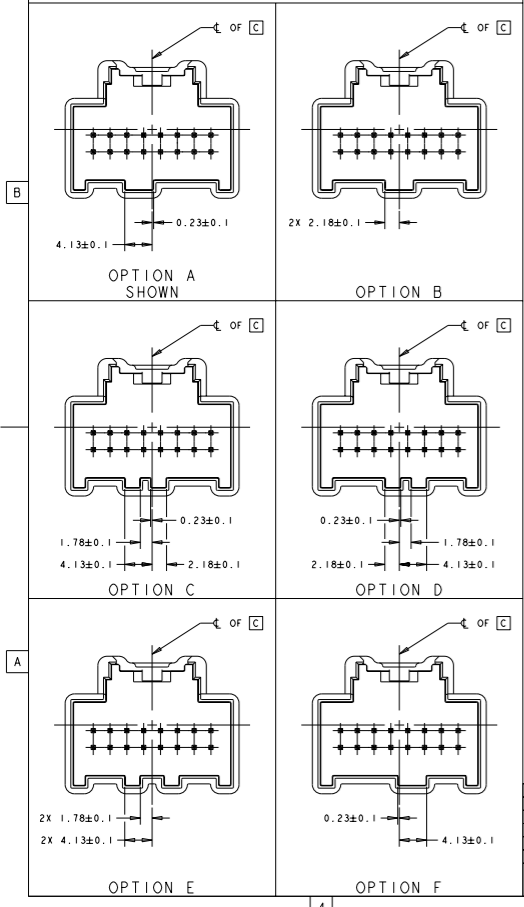 ℄ OF C
℄ OF C
B
0.23±0.1
4.13±0.1
2X 2.18±0.1
OPTION A
SHOWN
OPTION B
℄ OF C
℄ OF C
0.23±0.1
1.78±0.1
4.13±0.1
2.18±0.1
0.23±0.1
1.78±0.1
2.18±0.1
4.13±0.1
OPTION C
OPTION D
℄ OF C
℄ OF C
A
2X 1.78±0.1
2X 4.13±0.1
0.23±0.1
4.13±0.1
OPTION E
OPTION F